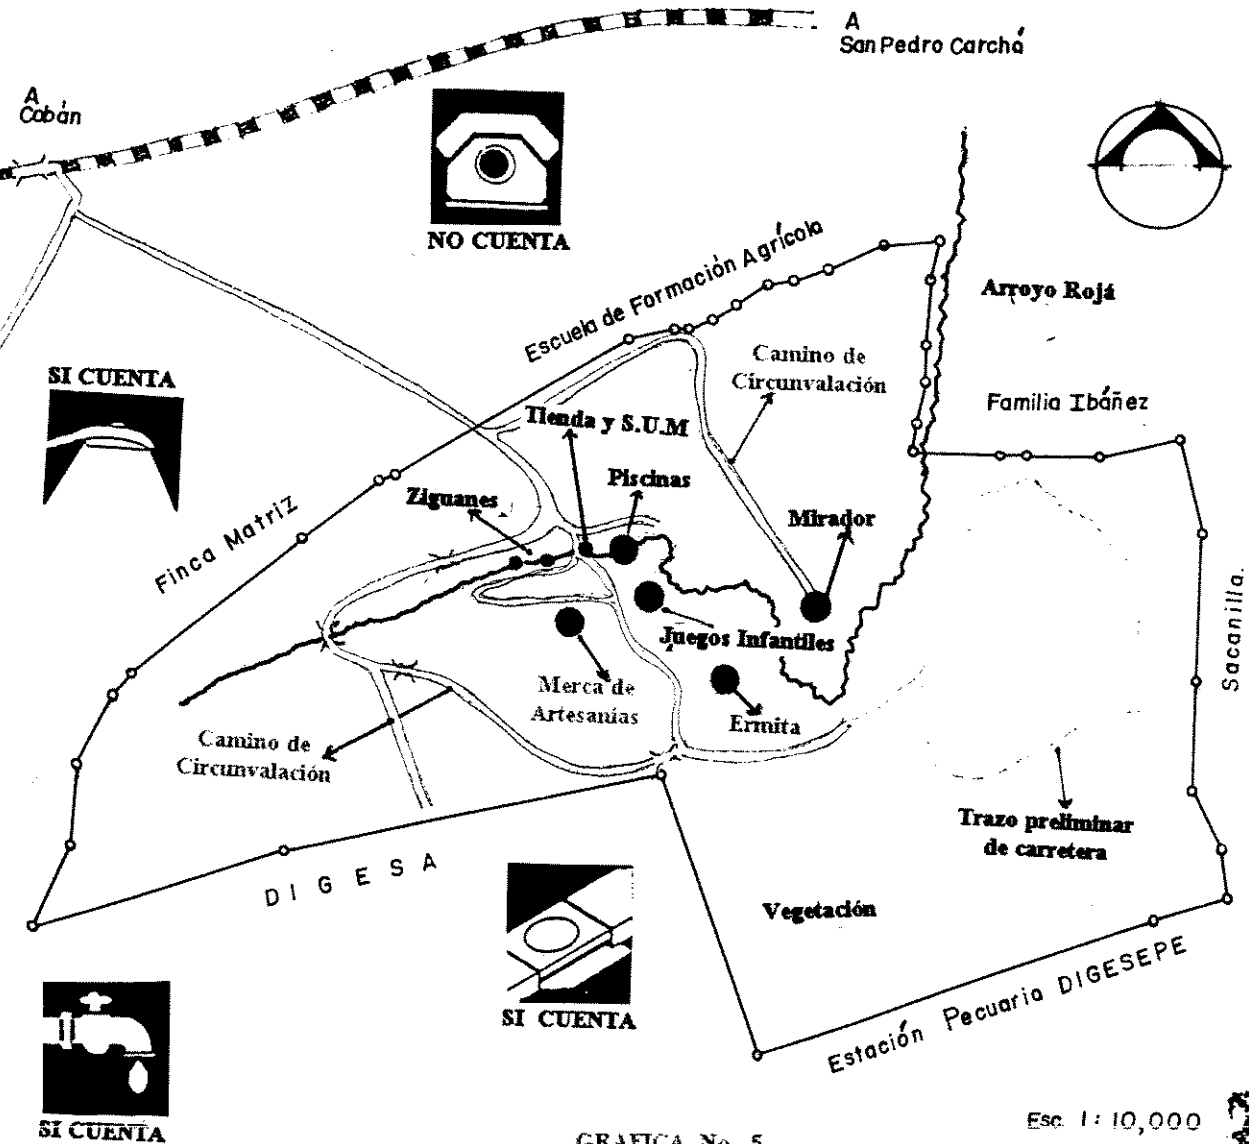 A
San Pedro Carchá
A
Cobán
NO CUENTA
Escuela de Formación Agrícola
Arroyo Rojá
SI CUENTA
Camino de
Circunvalación
Familia Ibáñez
Tienda y S.U.M
Piscinas
Ziguanes
Mirador
Finca Matriz
Sacanilla.
Juegos Infantiles
Merca de
Artesanías
Ermita
Camino de
Circunvalación
Trazo preliminar
de carretera
DIGESA
Vegetación
Estación Pecuaria DIGESEPE
SI CUENTA
SI CUENTA
Esc. 1: 10,000
GRAFICA No. 5